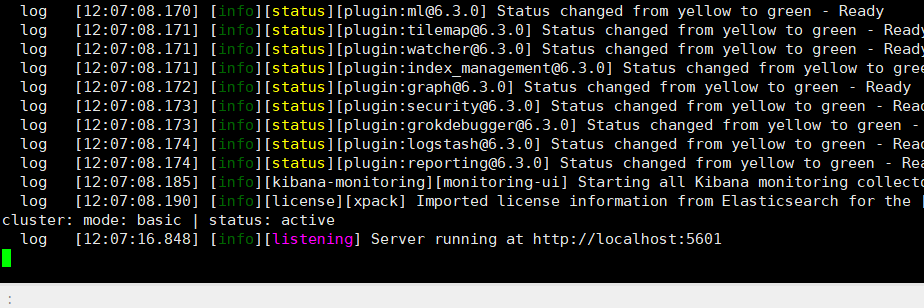 log [12:07:08.170] [info][status][plugin:ml@6.3.0] Status changed from yellow to green - Ready
log [12:07:08.171] [info][status][plugin:tilemap@6.3.0] Status changed from yellow to green - Ready
log [12:07:08.171] [info][status][plugin:watcher@6.3.0] Status changed from yellow to green - Ready
log [12:07:08.171] [info][status][plugin:index_management@6.3.0] Status changed from yellow to gree
log [12:07:08.172] [info][status][plugin:graph@6.3.0] Status changed from yellow to green - Ready
log [12:07:08.173] [info][status][plugin:security@6.3.0] Status changed from yellow to green - Read
log [12:07:08.173] [info][status][plugin:grokdebugger@6.3.0] Status changed from yellow to green -
log [12:07:08.174] [info][status][plugin:logstash@6.3.0] Status changed from yellow to green - Read
log [12:07:08.174] [info][status][plugin:reporting@6.3.0] Status changed from yellow to green - Rea
log [12:07:08.185] [info][kibana-monitoring][monitoring-ui] Starting all Kibana monitoring collecto
log [12:07:08.190] [info][license][xpack] Imported license information from Elasticsearch for the [
cluster: mode: basic | status: active
log [12:07:16.848] [info][listening] Server running at http://localhost:5601
: